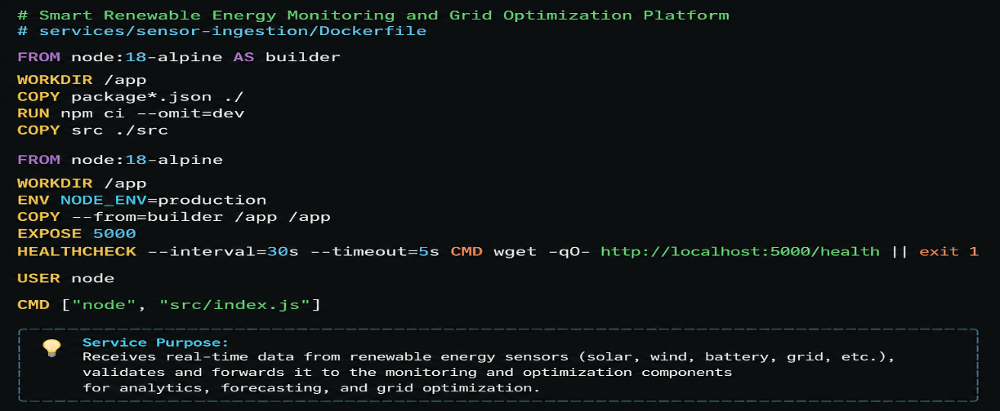 # Smart Renewable Energy Monitoring and Grid Optimization Platform
# services/sensor-ingestion/Dockerfile
FROM node:18-alpine AS builder
WORKDIR /app
COPY package*.json ./
RUN npm ci --omit=dev
COPY src ./src
FROM node:18-alpine
WORKDIR /app
ENV NODE_ENV=production
COPY --from=builder /app /app
EXPOSE 5000
HEALTHCHECK --interval=30s --timeout=5s CMD wget -qO- http://localhost:5000/health || exit 1
USER node
CMD ["node", "src/index.js"]
Service Purpose:
Receives real-time data from renewable energy sensors (solar, wind, battery, grid, etc.),
validates and forwards it to the monitoring and optimization components
for analytics, forecasting, and grid optimization.